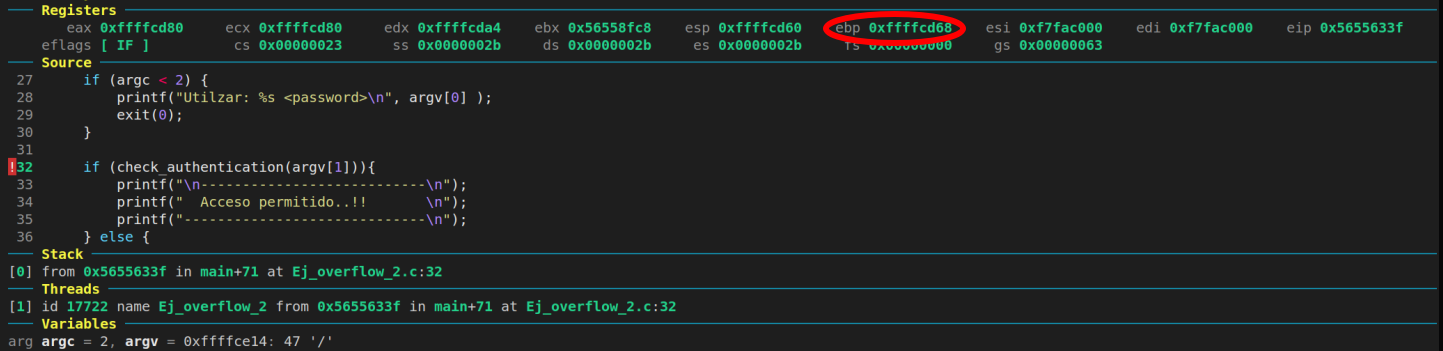 Registers
eax 0xffffcd80 ecx 0xffffcd80 edx 0xffffcda4 ebx 0x56558fc8 esp 0xffffcd60 ebp 0xffffcd68 esi 0xf7fac000 edi 0xf7fac000 eip 0x5655633f
eflags [ IF ] cs 0x00000023 ss 0x0000002b ds 0x0000002b es 0x0000002b fs 0x00000000 gs 0x00000063
Source
27 if (argc < 2) {
28 printf("Utilzar: %s <password>\n", argv[0] );
29 exit(0);
30 }
31
!32 if (check_authentication(argv[1])){
33 printf("\n---------------------------\n");
34 printf("  Acceso permitido..!!       \n");
35 printf("-----------------------------\n");
36 } else {
Stack
[0] from 0x5655633f in main+71 at Ej_overflow_2.c:32
Threads
[1] id 17722 name Ej_overflow_2 from 0x5655633f in main+71 at Ej_overflow_2.c:32
Variables
arg argc = 2, argv = 0xffffce14: 47 '/'